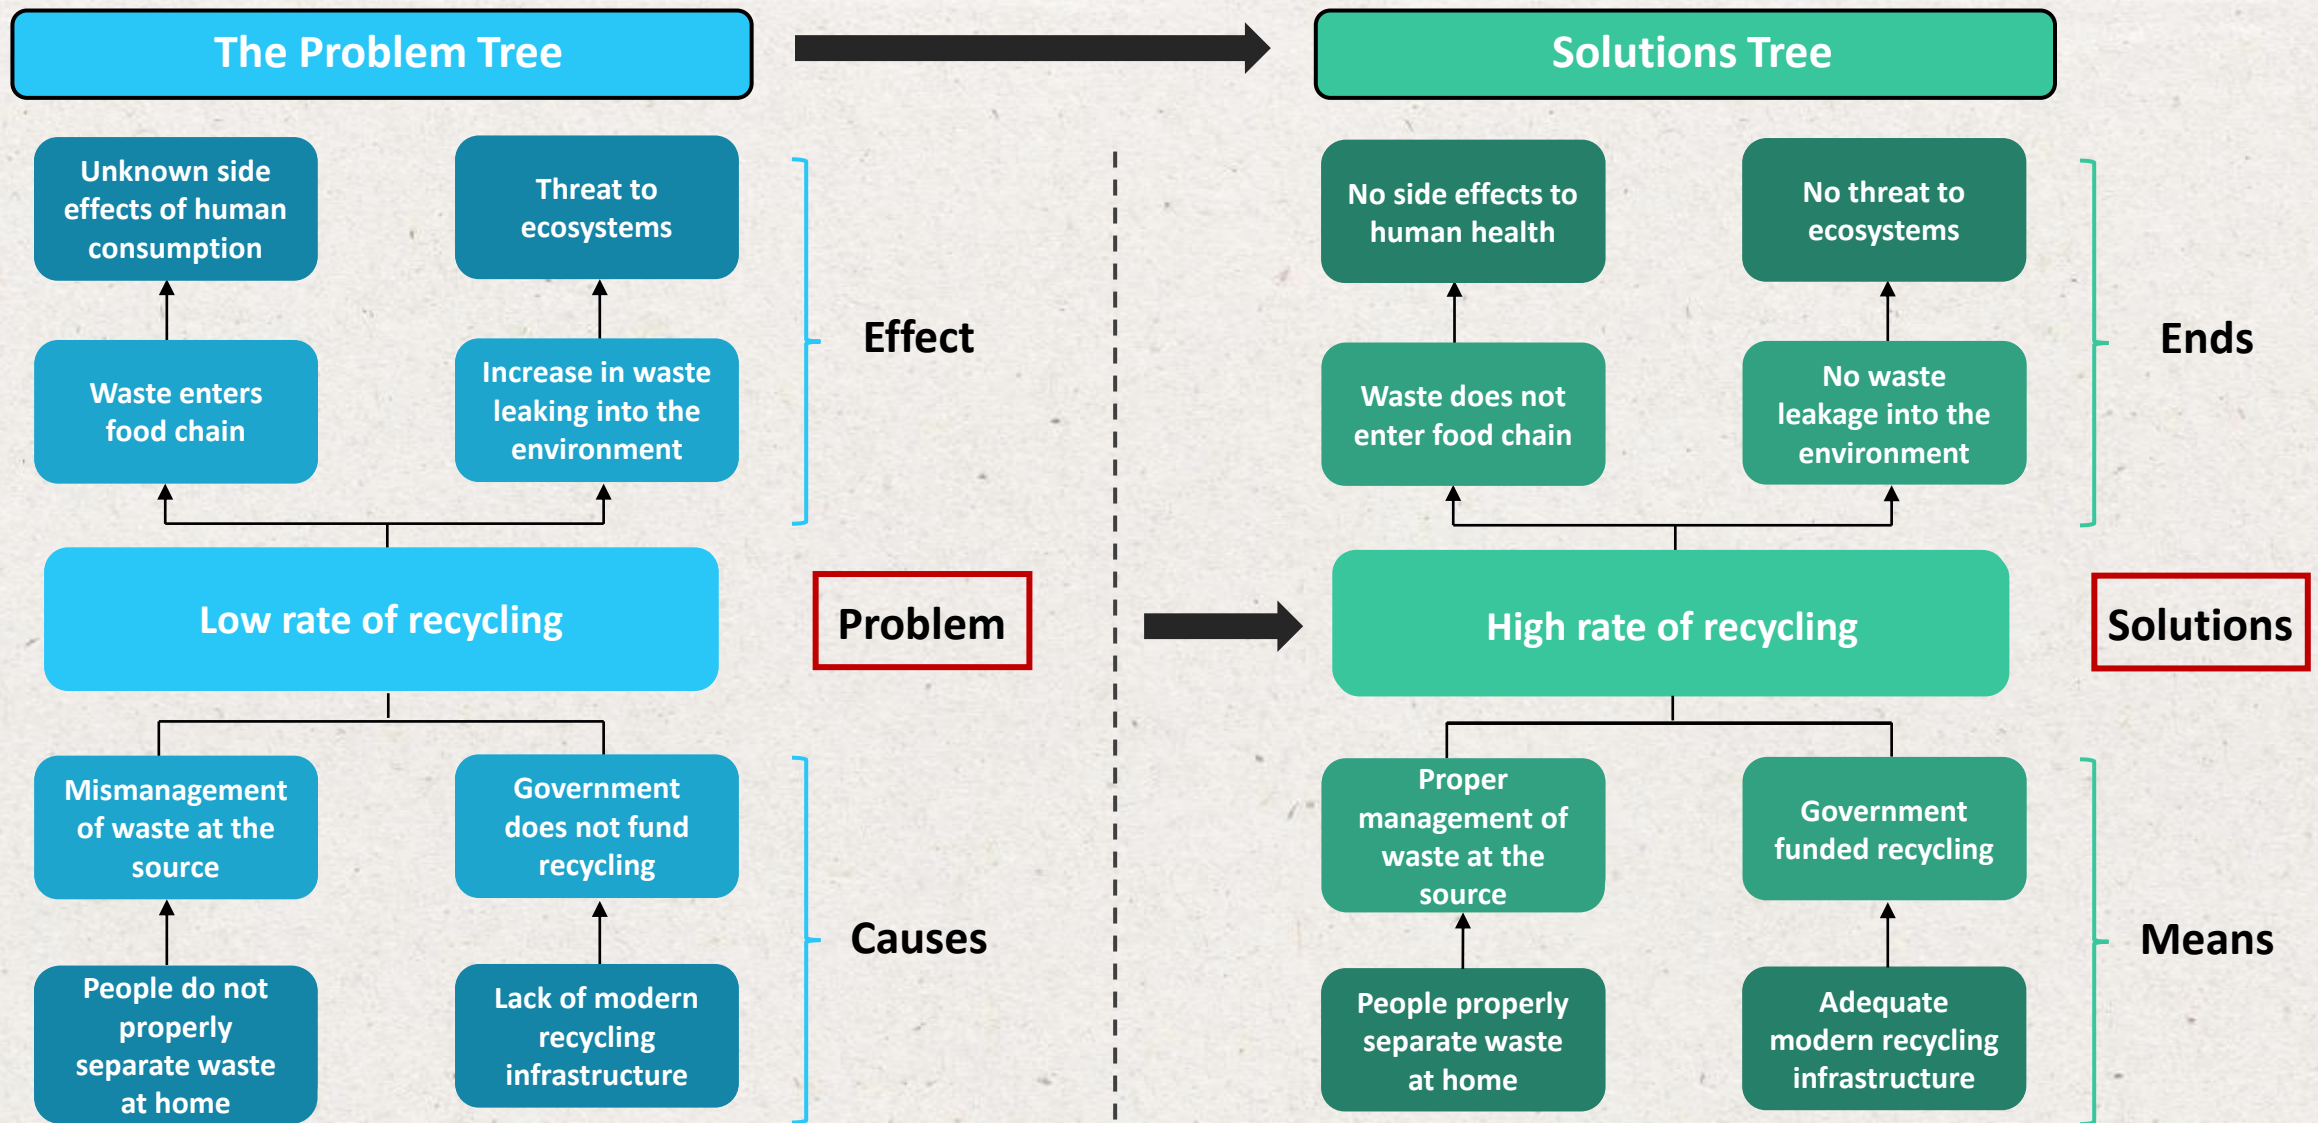 The Problem Tree
Solutions Tree
Unknown side
effects of human
consumption
Threat to
ecosystems
Waste enters
food chain
Increase in waste
leaking into the
environment
Effect
Low rate of recycling
Problem
Mismanagement
of waste at the
source
Government
does not fund
recycling
People do not
properly
separate waste
at home
Lack of modern
recycling
infrastructure
Causes
No side effects to
human health
No threat to
ecosystems
Waste does not
enter food chain
No waste
leakage into the
environment
Ends
High rate of recycling
Solutions
Proper
management of
waste at the
source
Government
funded recycling
People properly
separate waste
at home
Adequate
modern recycling
infrastructure
Means